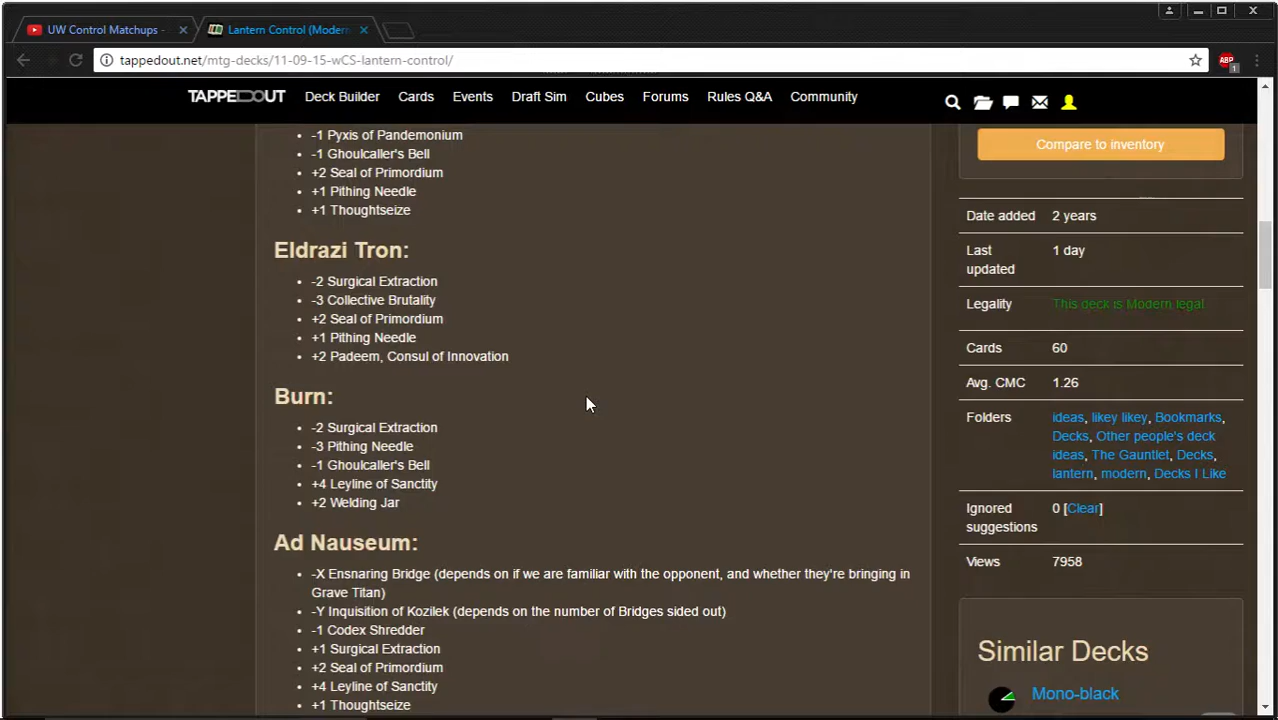 UW Control Matchups -
Lantern Control (Modern
tappedout.net/mtg-decks/11-09-15-wCS-lantern-control/
ABP
1
TAPPEDOUT
Deck Builder Cards Events Draft Sim Cubes Forums Rules Q&A Community
-1 Pyxis of Pandemonium
-1 Ghoulcaller's Bell
+2 Seal of Primordium
+1 Pithing Needle
+1 Thoughtseize
Eldrazi Tron:
-2 Surgical Extraction
-3 Collective Brutality
+2 Seal of Primordium
+1 Pithing Needle
+2 Padeem, Consul of Innovation
Burn:
-2 Surgical Extraction
-3 Pithing Needle
-1 Ghoulcaller's Bell
+4 Leyline of Sanctity
+2 Welding Jar
Ad Nauseum:
-X Ensnaring Bridge (depends on if we are familiar with the opponent, and whether they're bringing in
Grave Titan)
-Y Inquisition of Kozilek (depends on the number of Bridges sided out)
-1 Codex Shredder
+1 Surgical Extraction
+2 Seal of Primordium
+4 Leyline of Sanctity
+1 Thoughtseize
Compare to inventory
Date added 2 years
Last 1 day
updated
Legality This deck is Modern legal.
Cards 60
Avg. CMC 1.26
Folders ideas, likey likey, Bookmarks,
Decks, Other people's deck
ideas, The Gauntlet, Decks,
lantern, modern, Decks I Like
Ignored 0 [Clear]
suggestions
Views 7958
Similar Decks
Mono-black